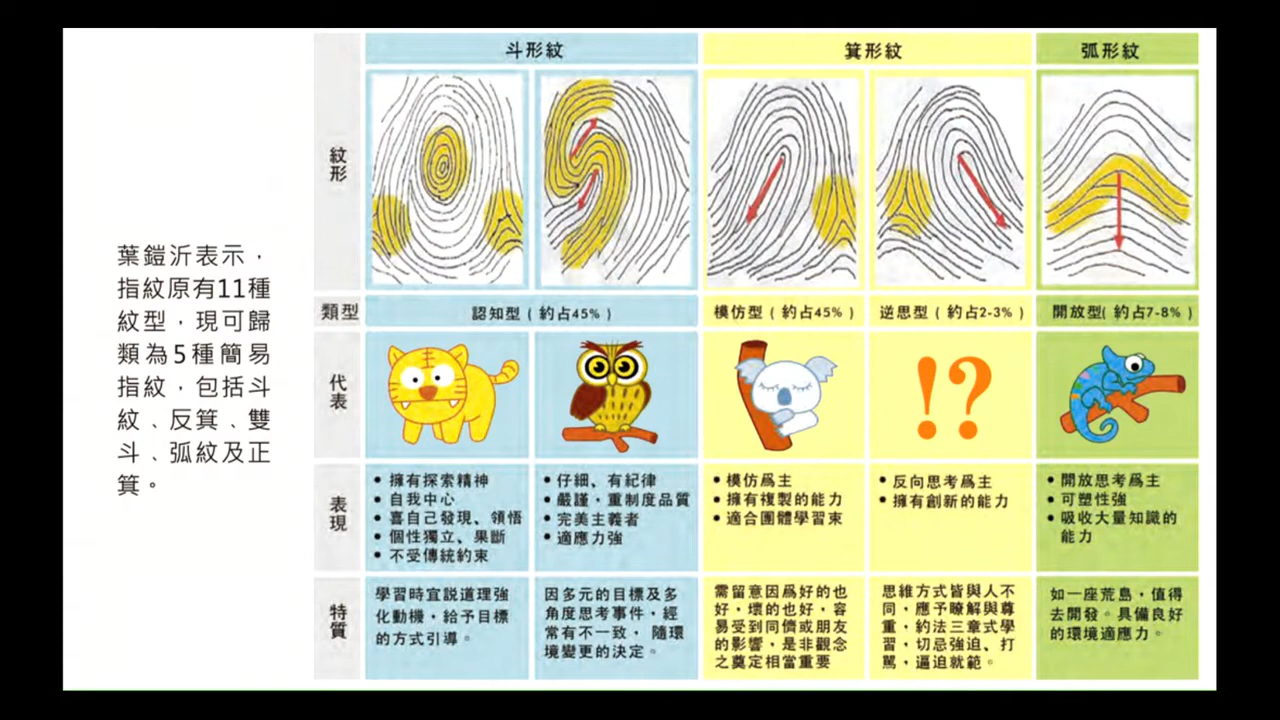 葉鎧沂表示，
指紋原有11種
紋型，現可歸
類為5種簡易
指紋，包括斗
紋、反箕、雙
斗、弧紋及正
箕。
斗形紋 箕形紋 弧形紋
紋形
類型 認知型 ( 約占45% ) 模仿型 ( 約占45% ) 逆思型 ( 約占2-3% ) 開放型( 約占7-8% )
代表
!?
表現
• 擁有探索精神
• 自我中心
• 喜自己發現、領悟
• 個性獨立、果斷
• 不受傳統約束
• 仔細、有紀律
• 嚴謹，重制度品質
• 完美主義者
• 適應力強
• 模仿爲主
• 擁有複製的能力
• 適合團體學習束
• 反向思考爲主
• 擁有創新的能力
• 開放思考爲主
• 可塑性強
• 吸收大量知識的
能力
特質
學習時宜説道理強
化動機，給予目標
的方式引導。
因多元的目標及多
角度思考事件，經
常有不一致， 隨環
境變更的決定。
需留意因爲好的也
好，壞的也好，容
易受到同儕或朋友
的影響，是非觀念
之奠定相當重要
思維方式皆與人不
同，應予瞭解與尊
重，約法三章式學
習，切忌強迫、打
罵，逼迫就範。
如一座荒島，值得
去開發。具備良好
的環境適應力。